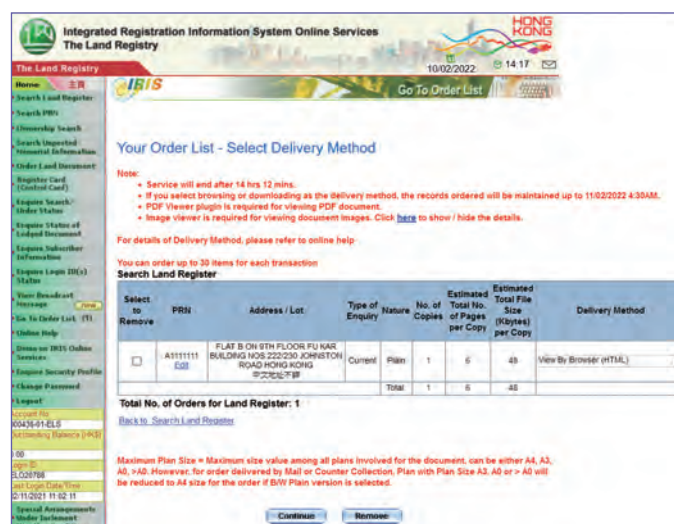 Integrated Registration Information System Online Services
The Land Registry
HONG
KONG
10/02/2022
14:17
The Land Registry
IRIS
Go To Order List
Home 主頁
Search Land Register
Search PRN
Ownership Search
Search Unposted
Memorial Information
Order Land Document
Register Card
(Control Card)
Enquire Search/
Order Status
Enquire Status of
Lodged Document
Enquire Subscriber
Information
Enquire Login ID(s)
Status
View Broadcast
Message New
Go To Order List (1)
Online Help
Demo on IRIS Online
Services
Enquire Security Profile
Change Password
Logout
Account No
00436-01-ELS
Outstanding Balance (HK$)
Login ID
Last Login Date/Time
2/11/2021 11:02:11
Special Arrangements
Under Inclement
Your Order List - Select Delivery Method
Note:
• Service will end after 14 hrs 12 mins.
• If you select browsing or downloading as the delivery method, the records ordered will be maintained up to 11/02/2022 4:30AM.
• PDF Viewer plugin is required for viewing PDF document.
• Image viewer is required for viewing document images. Click here to show / hide the details.
For details of Delivery Method, please refer to online help
You can order up to 30 items for each transaction
Search Land Register
Select to Remove PRN Address / Lot Type of Enquiry Nature No. of Copies Estimated Total No. of Pages per Copy Estimated Total File Size (Kbytes) per Copy Delivery Method
A1111111 Edit FLAT B ON 9TH FLOOR FU KAR BUILDING NOS 222/230 JOHNSTON ROAD HONG KONG 中文地址不詳 Current Plain 1 6 48 View By Browser (HTML)
Total 1 6 48
Total No. of Orders for Land Register: 1
Back to Search Land Register
Maximum Plan Size = Maximum size value among all plans involved for the document, can be either A4, A3,
A0, >A0. However, for order delivered by Mail or Counter Collection, Plan with Plan Size A3, A0 or > A0 will
be reduced to A4 size for the order if B/W Plain version is selected.
Continue Remove